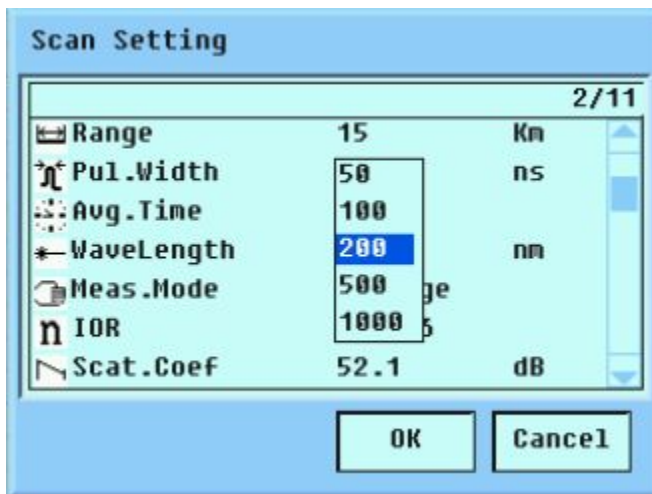 Scan Setting
2/11
Range 15 Km
Pul.Width 50 ns
Avg.Time 100
WaveLength 200 nm
Meas.Mode 500 ge
n IOR 1000 6
Scat.Coef 52.1 dB
OK Cancel